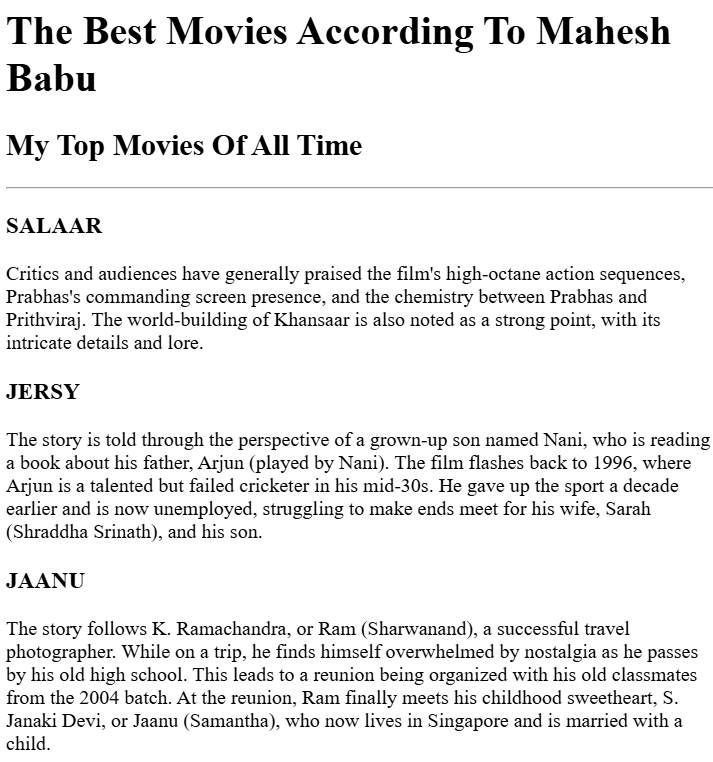 The Best Movies According To Mahesh
Babu
My Top Movies Of All Time
SALAAR
Critics and audiences have generally praised the film's high-octane action sequences,
Prabhas's commanding screen presence, and the chemistry between Prabhas and
Prithviraj. The world-building of Khansaar is also noted as a strong point, with its
intricate details and lore.
JERSY
The story is told through the perspective of a grown-up son named Nani, who is reading
a book about his father, Arjun (played by Nani). The film flashes back to 1996, where
Arjun is a talented but failed cricketer in his mid-30s. He gave up the sport a decade
earlier and is now unemployed, struggling to make ends meet for his wife, Sarah
(Shraddha Srinath), and his son.
JAANU
The story follows K. Ramachandra, or Ram (Sharwanand), a successful travel
photographer. While on a trip, he finds himself overwhelmed by nostalgia as he passes
by his old high school. This leads to a reunion being organized with his old classmates
from the 2004 batch. At the reunion, Ram finally meets his childhood sweetheart, S.
Janaki Devi, or Jaanu (Samantha), who now lives in Singapore and is married with a
child.